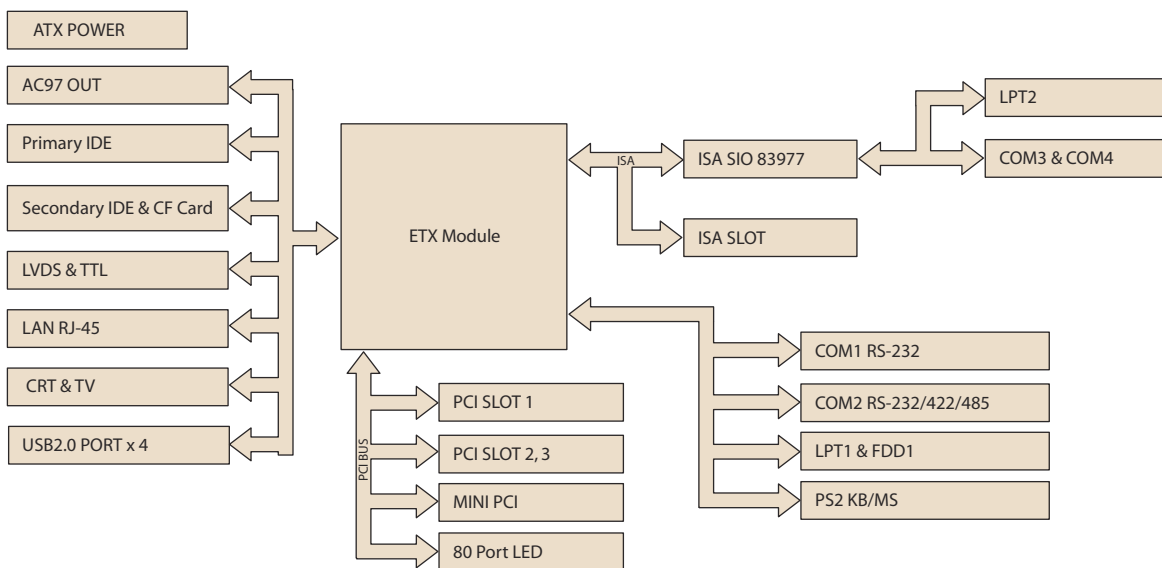 ATX POWER
AC97 OUT
Primary IDE
Secondary IDE & CF Card
LVDS & TTL
LAN RJ-45
CRT & TV
USB2.0 PORT x 4
ETX Module
ISA
ISA SIO 83977
ISA SLOT
LPT2
COM3 & COM4
PCI BUS
PCI SLOT 1
PCI SLOT 2, 3
MINI PCI
80 Port LED
COM1 RS-232
COM2 RS-232/422/485
LPT1 & FDD1
PS2 KB/MS